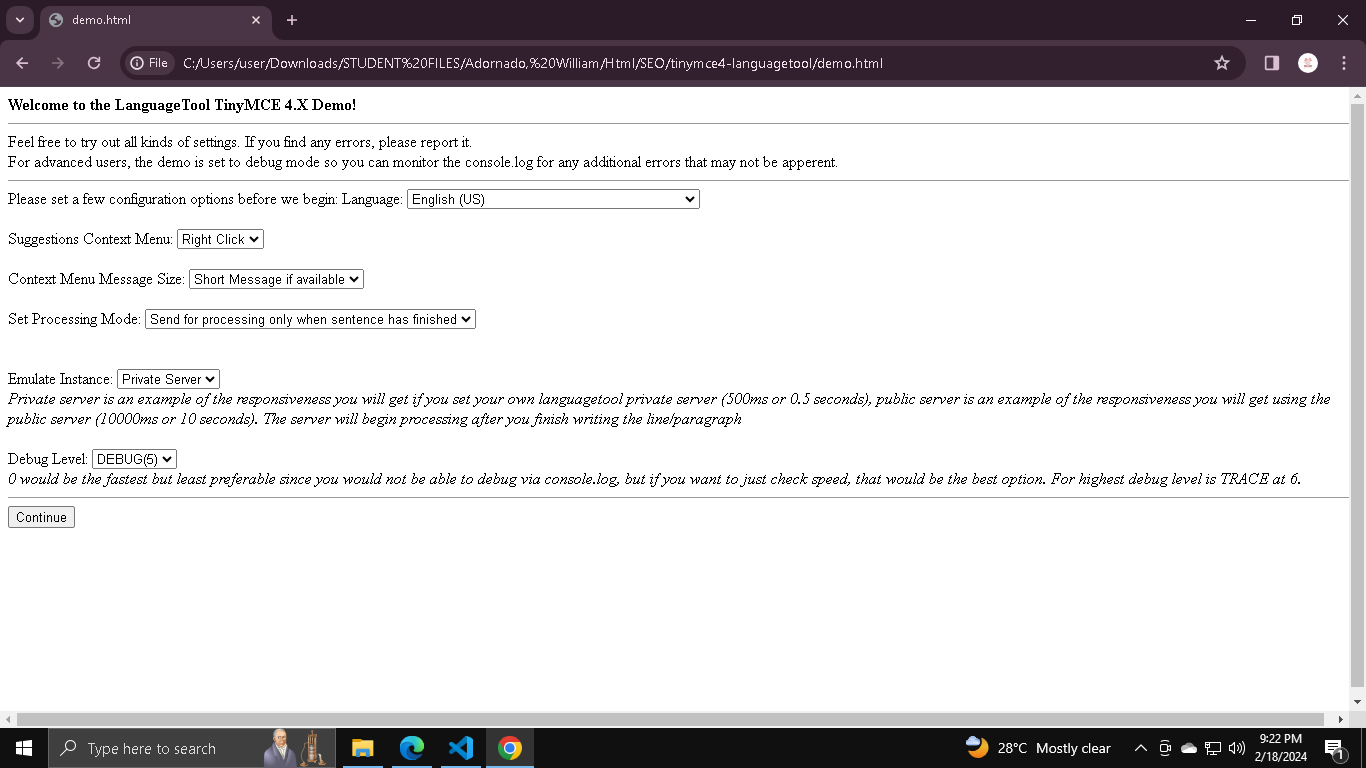 demo.html
File
C:/Users/user/Downloads/STUDENT%20FILES/Adornado,%20William/Html/SEO/tinymce4-languagetool/demo.html
Welcome to the LanguageTool TinyMCE 4.X Demo!
Feel free to try out all kinds of settings. If you find any errors, please report it.
For advanced users, the demo is set to debug mode so you can monitor the console.log for any additional errors that may not be apperent.
Please set a few configuration options before we begin: Language: English (US)
Suggestions Context Menu: Right Click
Context Menu Message Size: Short Message if available
Set Processing Mode: Send for processing only when sentence has finished
Emulate Instance: Private Server
Private server is an example of the responsiveness you will get if you set your own languagetool private server (500ms or 0.5 seconds), public server is an example of the responsiveness you will get using the
public server (10000ms or 10 seconds). The server will begin processing after you finish writing the line/paragraph
Debug Level: DEBUG(5)
0 would be the fastest but least preferable since you would not be able to debug via console.log, but if you want to just check speed, that would be the best option. For highest debug level is TRACE at 6.
Continue
Type here to search
28°C Mostly clear
9:22 PM
2/18/2024
1